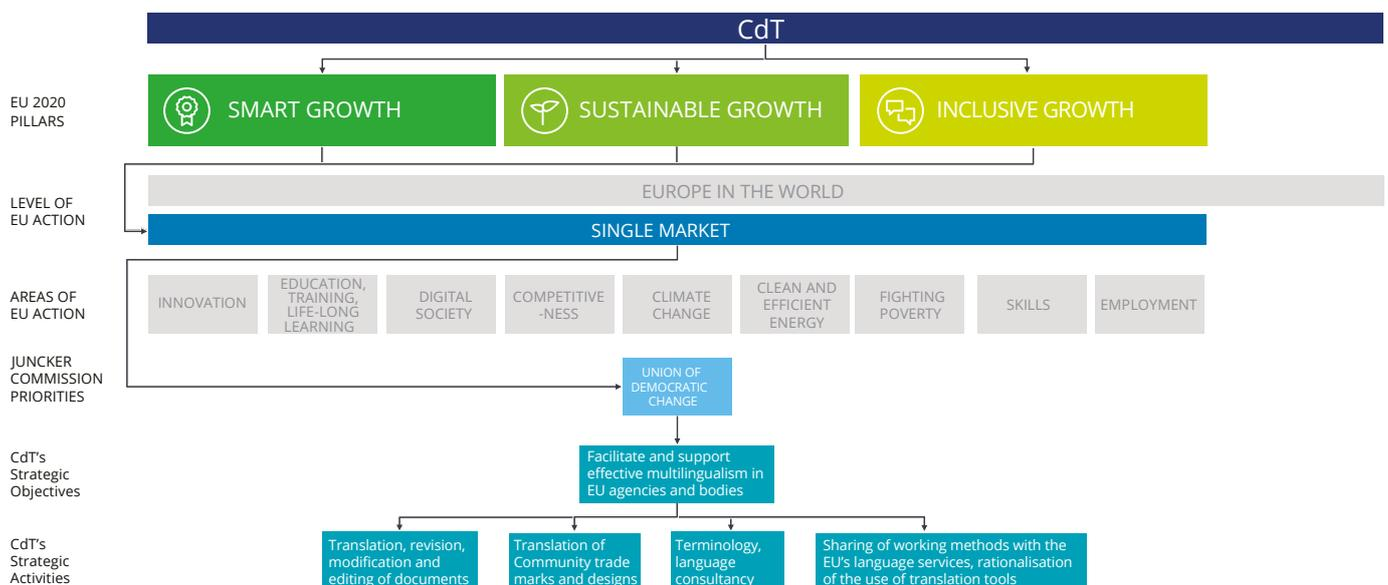 CdT
EU 2020
PILLARS
SMART GROWTH
SUSTAINABLE GROWTH
INCLUSIVE GROWTH
LEVEL OF
EU ACTION
EUROPE IN THE WORLD
SINGLE MARKET
AREAS OF
EU ACTION
INNOVATION
EDUCATION,
TRAINING,
LIFE-LONG
LEARNING
DIGITAL
SOCIETY
COMPETITIVE
-NESS
CLIMATE
CHANGE
CLEAN AND
EFFICIENT
ENERGY
FIGHTING
POVERTY
SKILLS
EMPLOYMENT
JUNCKER
COMMISSION
PRIORITIES
UNION OF
DEMOCRATIC
CHANGE
CdT's
Strategic
Objectives
Facilitate and support
effective multilingualism in
EU agencies and bodies
CdT's
Strategic
Activities
Translation, revision,
modification and
editing of documents
Translation of
Community trade
marks and designs
Terminology,
language
consultancy
Sharing of working methods with the
EU's language services, rationalisation
of the use of translation tools